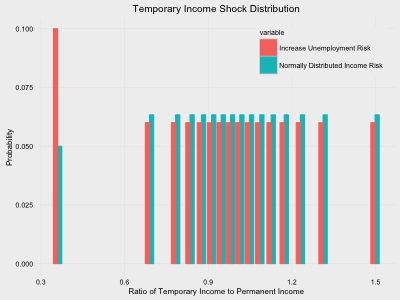 Temporary Income Shock Distribution
variable
Increase Unemployment Risk
Normally Distributed Income Risk
Probability
0.100
0.075
0.050
0.025
0.000
0.3 0.6 0.9 1.2 1.5
Ratio of Temporary Income to Permanent Income